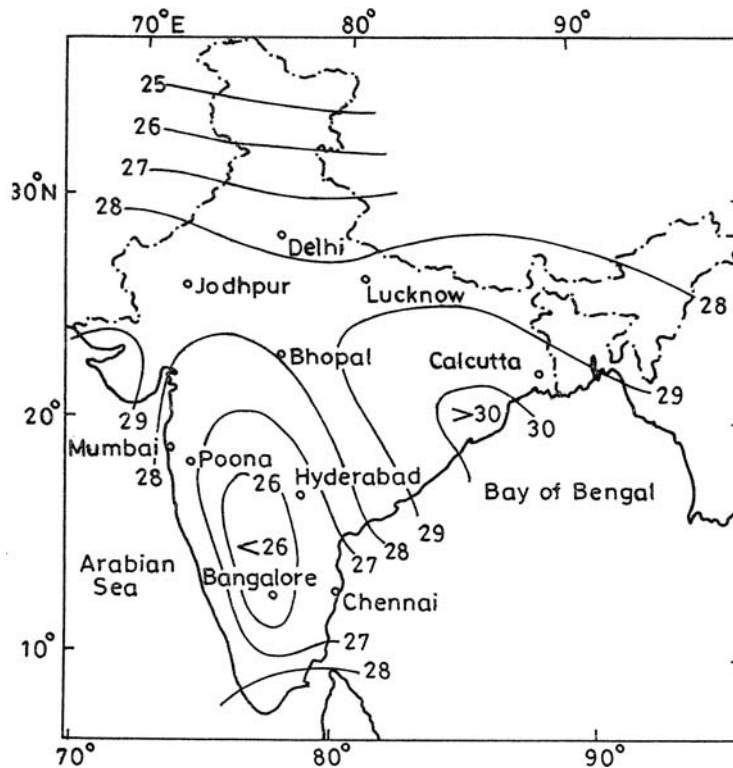 70°E 80° 90°
25
26
27
30°N
28
Delhi
Jodhpur
Lucknow
28
Bhopal
Calcutta
29
29
20°
>30
30
Mumbai
28
Poona
26
Hyderabad
Bay of Bengal
29
28
27
<26
Arabian
Sea
Bangalore
Chennai
10°
27
28
70° 80° 90°